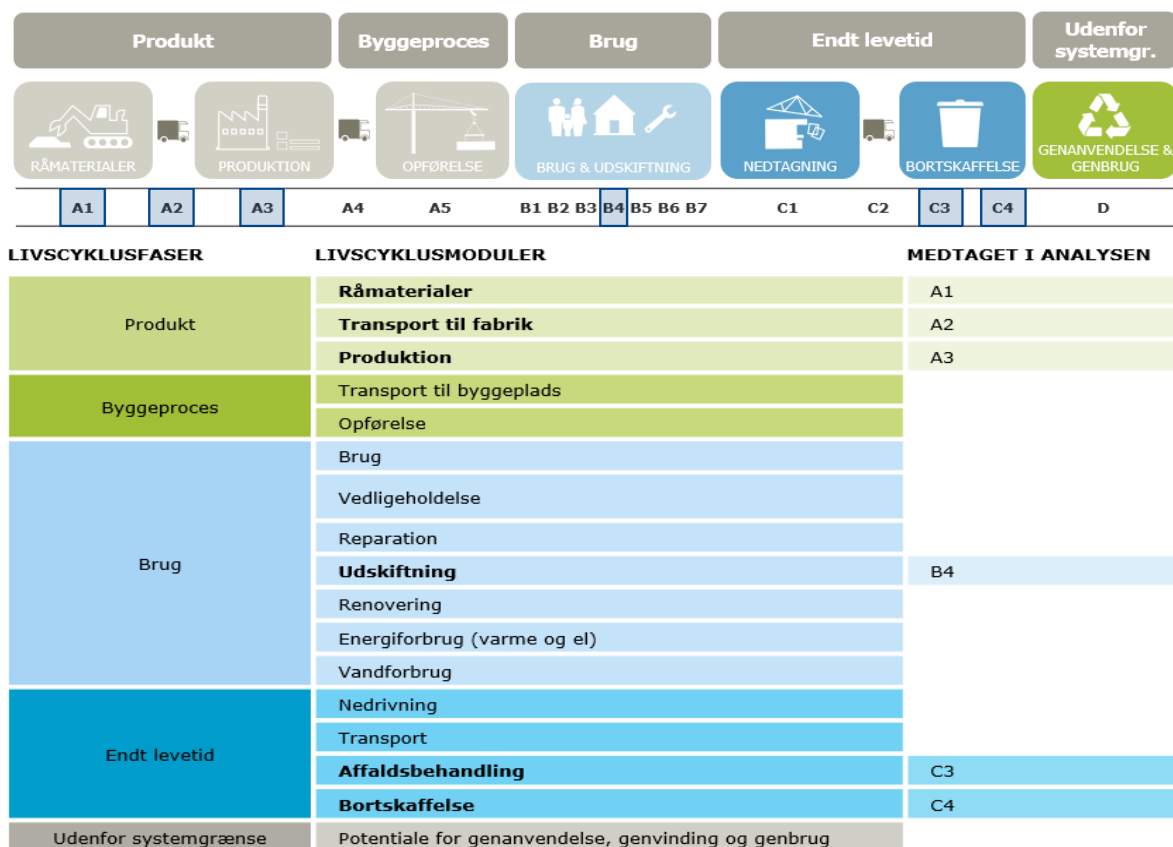 Produkt
Byggeproces
Brug
Endt levetid
Udenfor
systemgr.
RÅMATERIALER
PRODUKTION
OPFØRELSE
BRUG & UDSKIFTNING
NEDTAGNING
BORTSKAFFELSE
GENANVENDELSE &
GENBRUG
A1 A2 A3 A4 A5 B1 B2 B3 B4 B5 B6 B7 C1 C2 C3 C4 D
LIVSCYKLUSFASER LIVSCYKLUSMODULER MEDTAGET I ANALYSEN
Produkt
Råmaterialer A1
Transport til fabrik A2
Produktion A3
Byggeproces
Transport til byggeplads
Opførelse
Brug
Brug
Vedligeholdelse
Reparation
Udskiftning B4
Renovering
Energiforbrug (varme og el)
Vandforbrug
Endt levetid
Nedrivning
Transport
Affaldsbehandling C3
Bortskaffelse C4
Udenfor systemgrænse Potentiale for genanvendelse, genvinding og genbrug